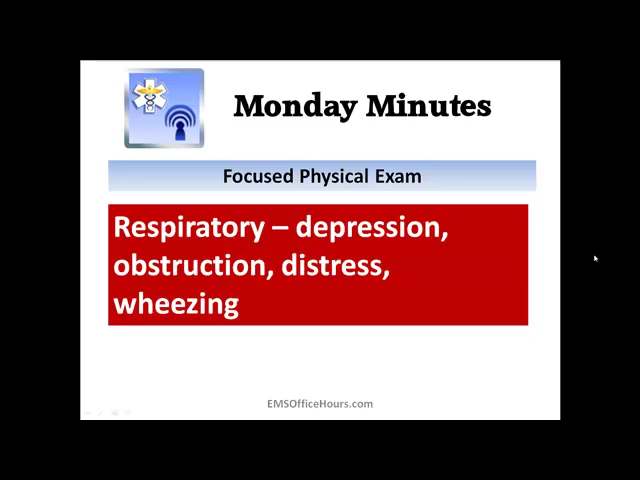 Monday Minutes
Focused Physical Exam
Respiratory – depression,
obstruction, distress,
wheezing
EMSOfficeHours.com